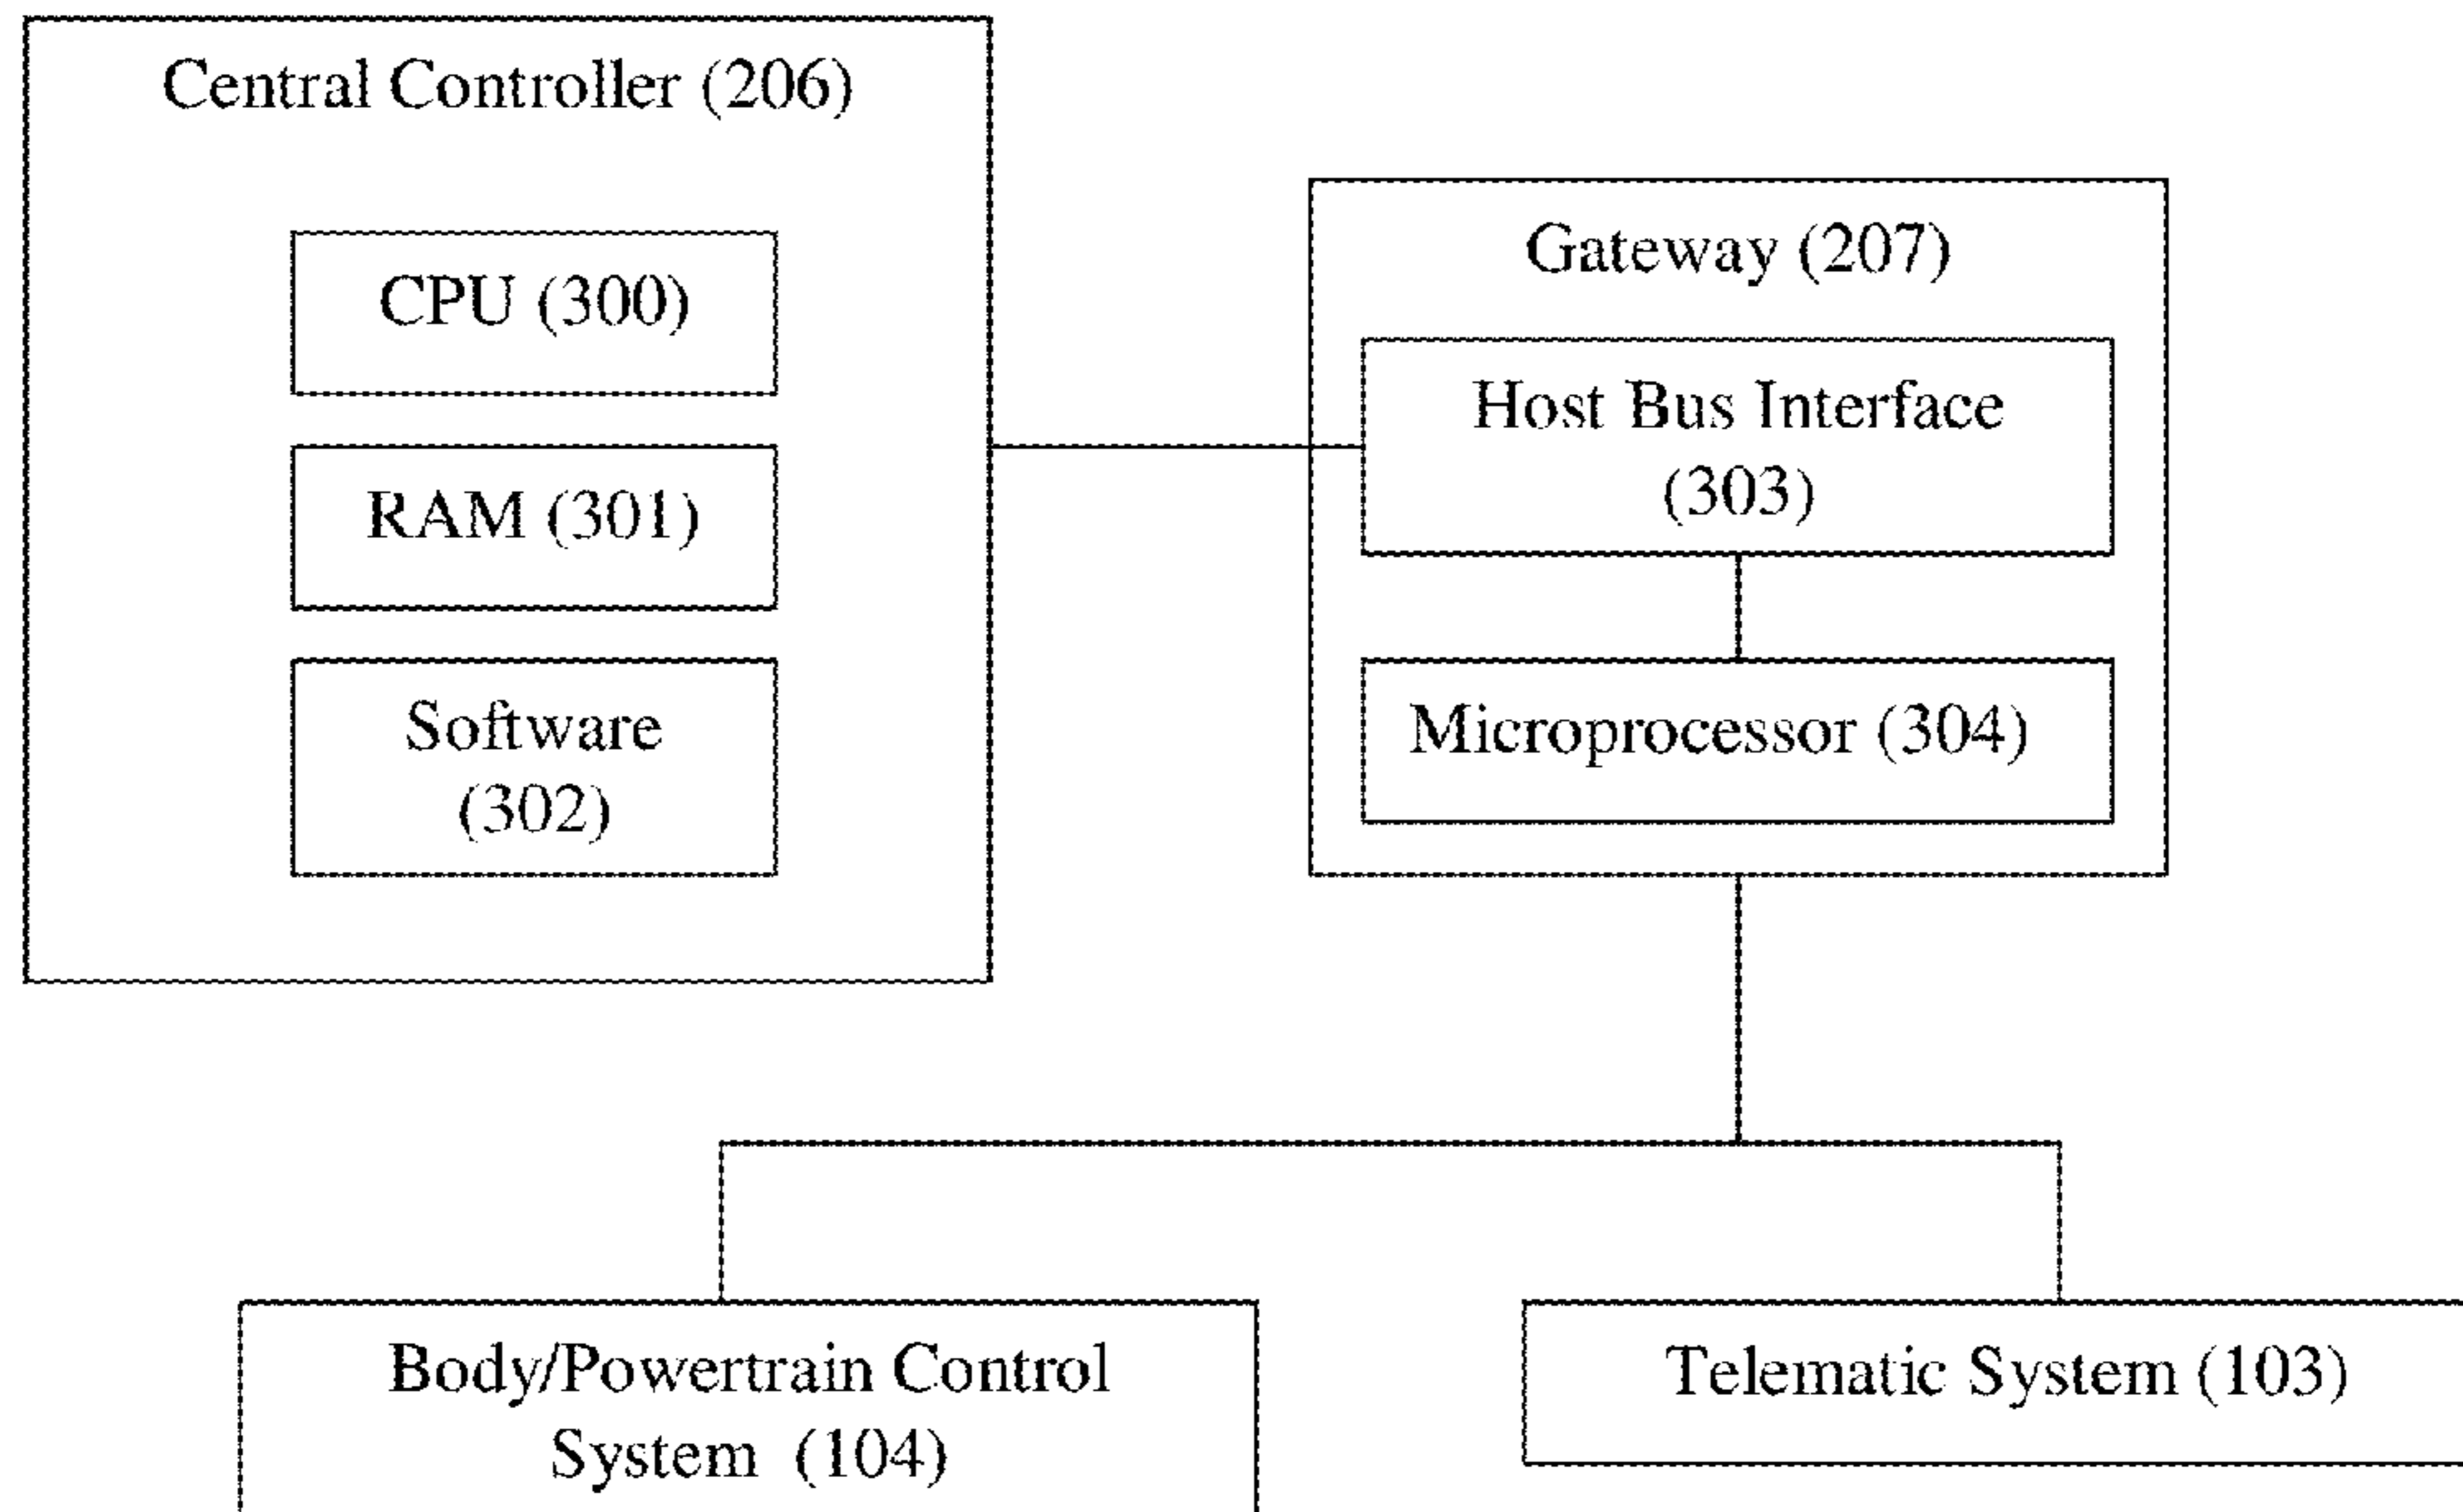 Central Controller (206)
CPU (300)
RAM (301)
Software
(302)
Gateway (207)
Host Bus Interface
(303)
Microprocessor (304)
Body/Powertrain Control
System (104)
Telematic System (103)